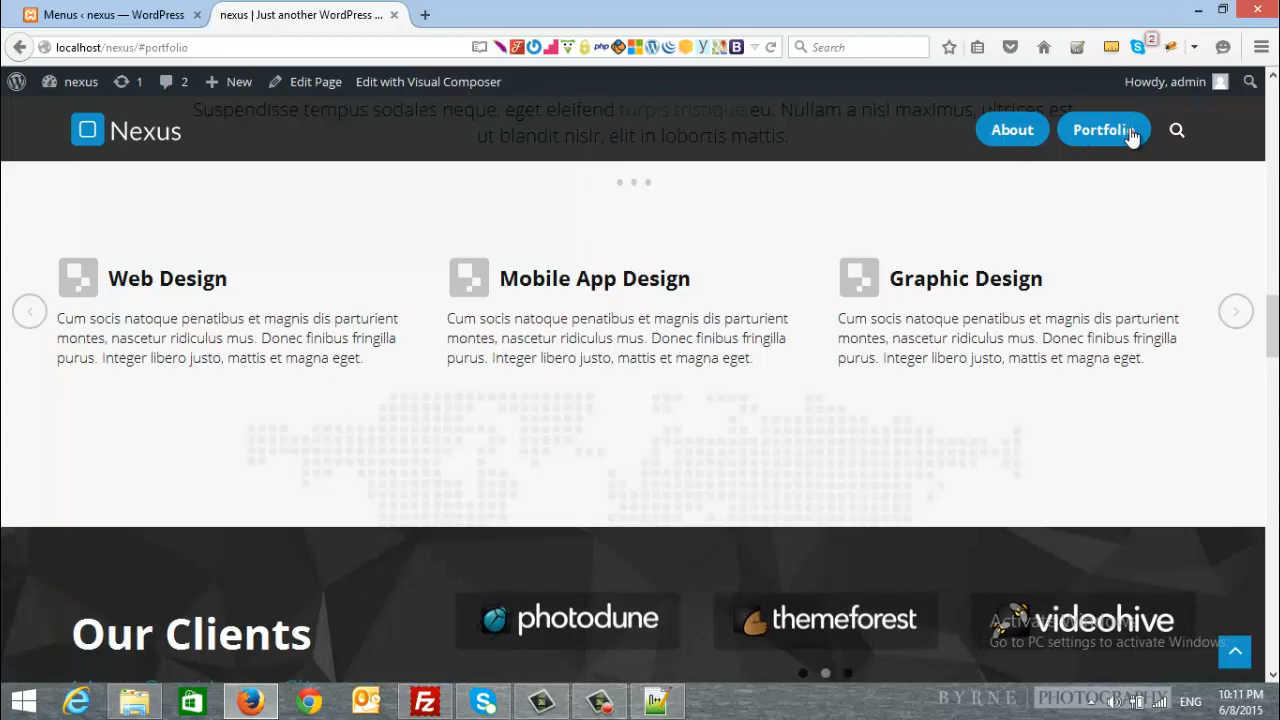 Menus ‹ nexus — WordPress
nexus | Just another WordPress ...
localhost/nexus/#portfolio
php
Search
2
nexus
1
2
New
Edit Page
Edit with Visual Composer
Howdy, admin
Suspendisse tempus sodales neque, eget eleifend turpis tristique eu. Nullam a nisl maximus, ultrices est
ut blandit nislr, elit in lobortis mattis.
Nexus
About
Portfolio
Web Design
Mobile App Design
Graphic Design
Cum socis natoque penatibus et magnis dis parturient
montes, nascetur ridiculus mus. Donec finibus fringilla
purus. Integer libero justo, mattis et magna eget.
Cum socis natoque penatibus et magnis dis parturient
montes, nascetur ridiculus mus. Donec finibus fringilla
purus. Integer libero justo, mattis et magna eget.
Cum socis natoque penatibus et magnis dis parturient
montes, nascetur ridiculus mus. Donec finibus fringilla
purus. Integer libero justo, mattis et magna eget.
Our Clients
photodune
themeforest
videohive
Activate Windows
Go to PC settings to activate Windows.
BYRNE PHOTOGRAPHY
ENG
10:11 PM
6/8/2015